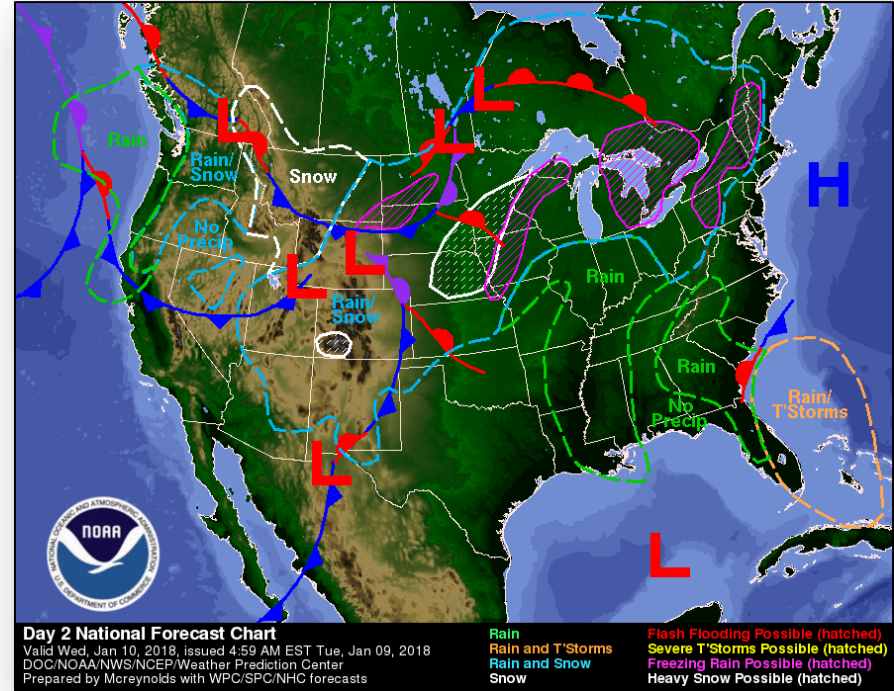 Rain
Rain/
Snow
Snow
No
Precip
Rain/
Snow
Rain
Rain
No
Precip
Rain/
T'Storms
L
L
L
L
L
L
L
H
NATIONAL OCEANIC AND ATMOSPHERIC ADMINISTRATION
NOAA
U.S. DEPARTMENT OF COMMERCE
Day 2 National Forecast Chart
Valid Wed, Jan 10, 2018, issued 4:59 AM EST Tue, Jan 09, 2018
DOC/NOAA/NWS/NCEP/Weather Prediction Center
Prepared by Mcreynolds with WPC/SPC/NHC forecasts
Rain
Rain and T'Storms
Rain and Snow
Snow
Flash Flooding Possible (hatched)
Severe T'Storms Possible (hatched)
Freezing Rain Possible (hatched)
Heavy Snow Possible (hatched)